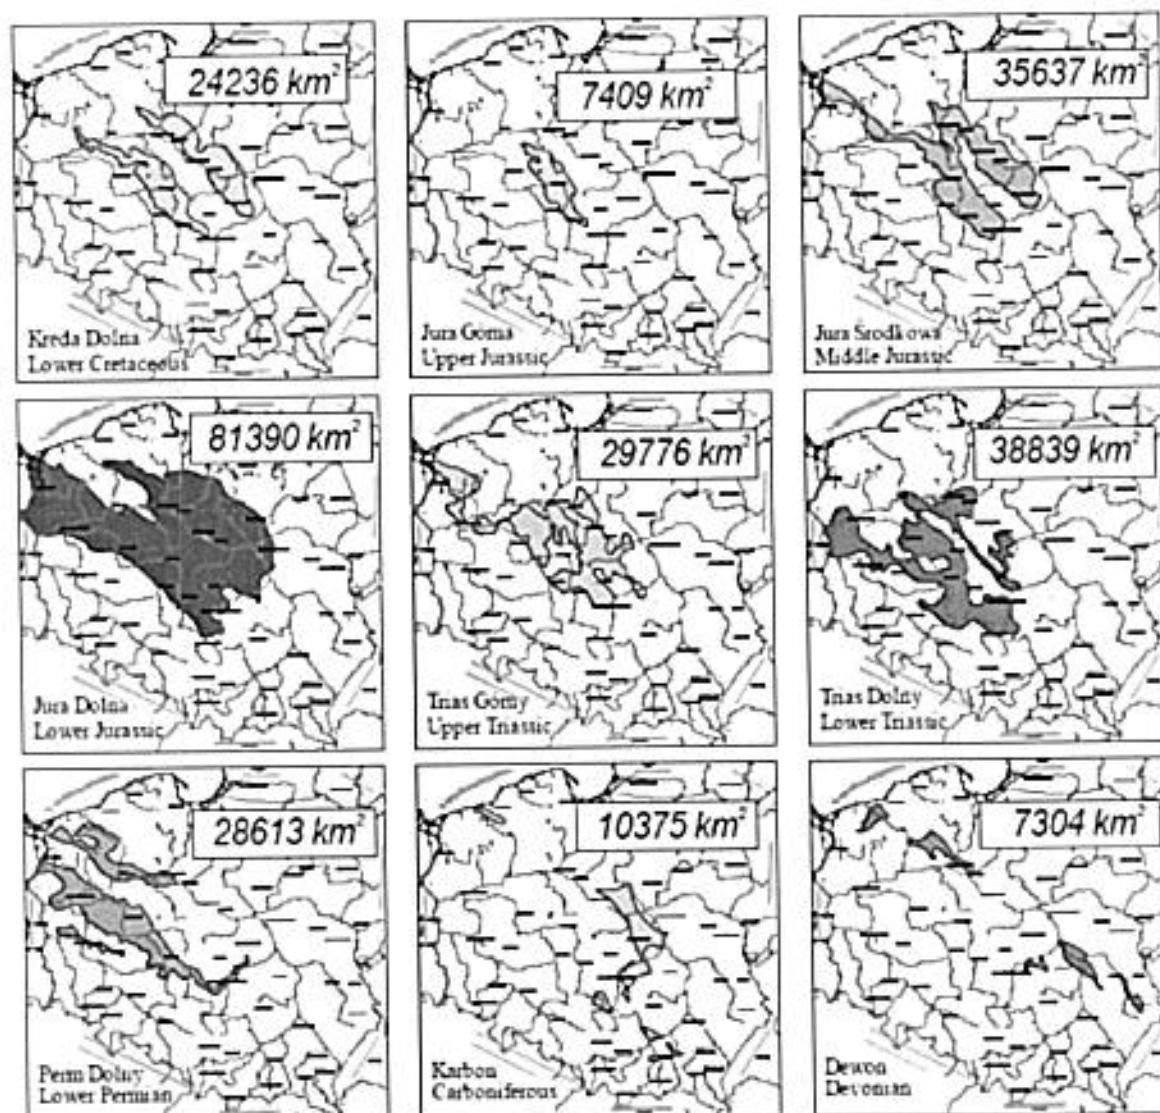 24236 km²
Kreda Dolna
Lower Cretaceous
7409 km²
Jura Górna
Upper Jurassic
35637 km²
Jura Środkowa
Middle Jurassic
81390 km²
Jura Dolna
Lower Jurassic
29776 km²
Trias Górny
Upper Triassic
38839 km²
Trias Dolny
Lower Triassic
28613 km²
Perm Dolny
Lower Permian
10375 km²
Karbon
Carboniferous
7304 km²
Dewon
Devonian